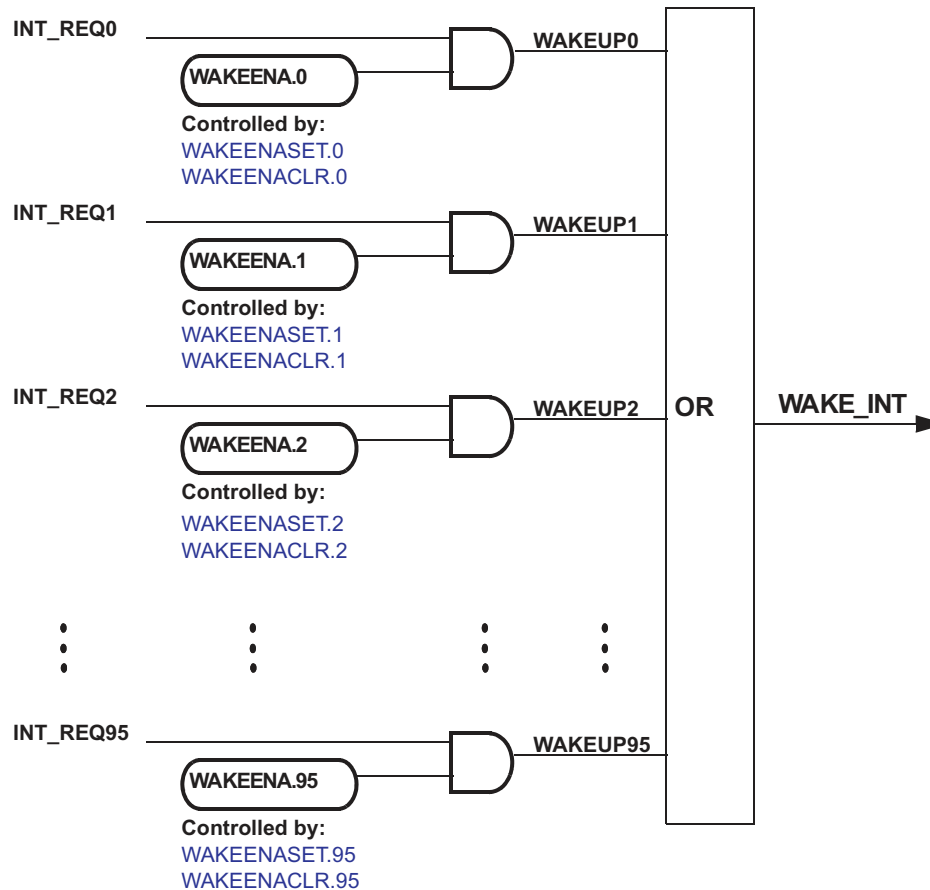 INT_REQ0
WAKEUP0
WAKEENA.0
Controlled by:
WAKEENASET.0
WAKEENACLR.0
INT_REQ1
WAKEUP1
WAKEENA.1
Controlled by:
WAKEENASET.1
WAKEENACLR.1
INT_REQ2
WAKEUP2
OR
WAKE_INT
WAKEENA.2
Controlled by:
WAKEENASET.2
WAKEENACLR.2
INT_REQ95
WAKEUP95
WAKEENA.95
Controlled by:
WAKEENASET.95
WAKEENACLR.95